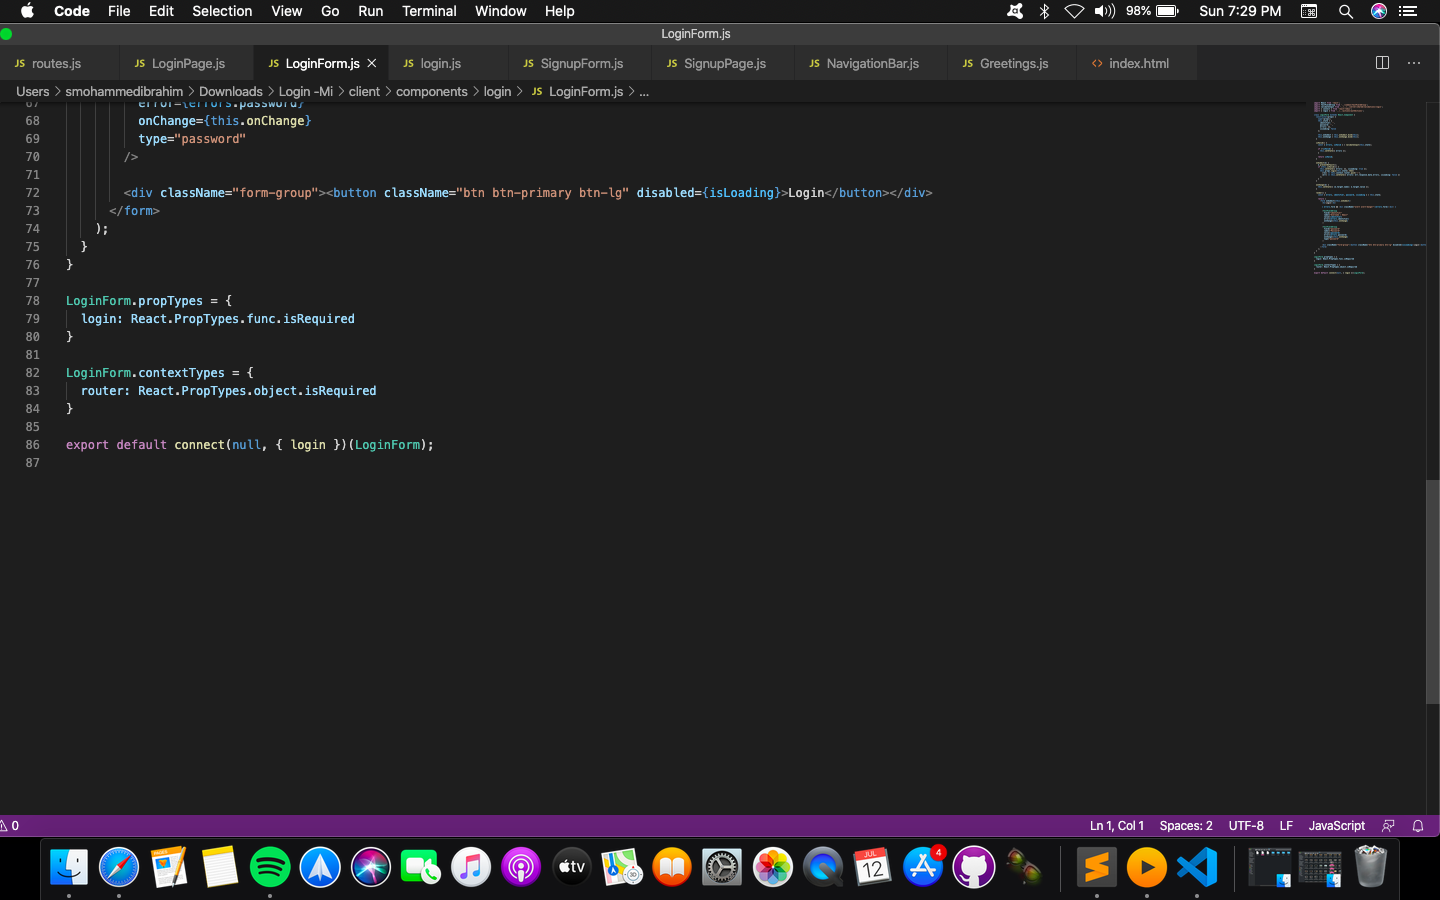 Code File Edit Selection View Go Run Terminal Window Help 98% Sun 7:29 PM
LoginForm.js
JS routes.js JS LoginPage.js JS LoginForm.js JS login.js JS SignupForm.js JS SignupPage.js JS NavigationBar.js JS Greetings.js <> index.html
Users > smohammedibrahim > Downloads > Login -Mi > client > components > login > JS LoginForm.js > ...
67 error={errors.password}
68 onChange={this.onChange}
69 type="password"
70 />
71
72 <div className="form-group"><button className="btn btn-primary btn-lg" disabled={isLoading}>Login</button></div>
73 </form>
74 );
75 }
76 }
77
78 LoginForm.propTypes = {
79 login: React.PropTypes.func.isRequired
80 }
81
82 LoginForm.contextTypes = {
83 router: React.PropTypes.object.isRequired
84 }
85
86 export default connect(null, { login })(LoginForm);
87
0 Ln 1, Col 1 Spaces: 2 UTF-8 LF JavaScript
tv JUL 12 4